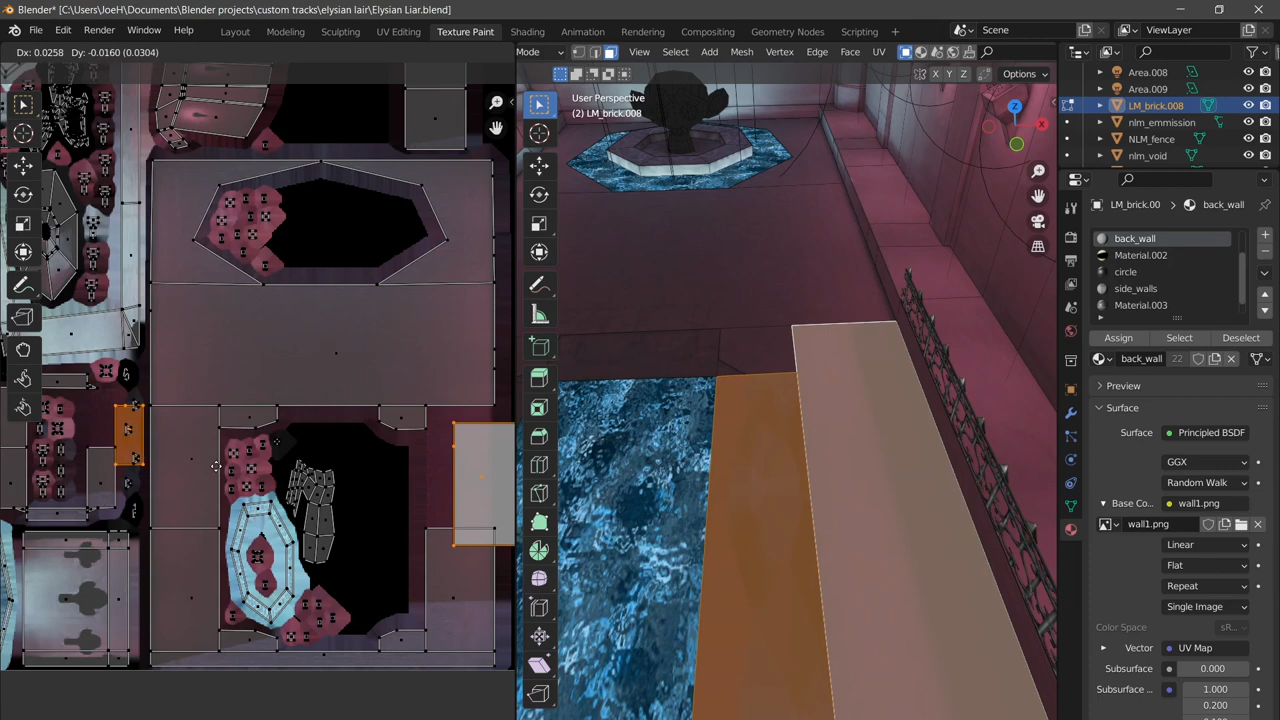 Blender* [C:\Users\JoeH\Documents\Blender projects\custom tracks\elysian lair\Elysian Liar.blend]
File Edit Render Window Help Layout Modeling Sculpting UV Editing Texture Paint Shading Animation Rendering Compositing Geometry Nodes Scripting + Scene ViewLayer
Dx: 0.0258 Dy: -0.0160 (0.0304) Mode View Select Add Mesh Vertex Edge Face UV
X Y Z Options
Area.008
Area.009
LM_brick.008
nlm_emmission
NLM_fence
nlm_void
User Perspective
(2) LM_brick.008
Z
X
LM_brick.00 back_wall
back_wall
Material.002
circle
side_walls
Material.003
Assign Select Deselect
back_wall 22
Preview
Surface
Surface Principled BSDF
GGX
Random Walk
Base Co... wall1.png
wall1.png
Linear
Flat
Repeat
Single Image
Color Space sR...
Vector UV Map
Subsurface 0.000
Subsurface ... 1.000
0.200